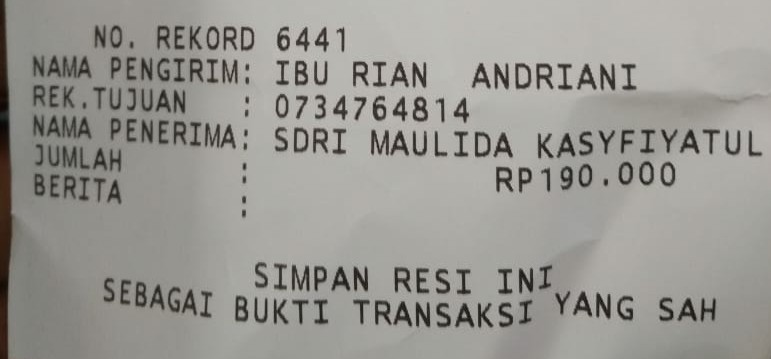 NO. REKORD 6441
NAMA PENGIRIM: IBU RIAN ANDRIANI
REK.TUJUAN : 0734764814
NAMA PENERIMA: SDRI MAULIDA KASYFIYATUL
JUMLAH : RP190.000
BERITA :
SIMPAN RESI INI
SEBAGAI BUKTI TRANSAKSI YANG SAH